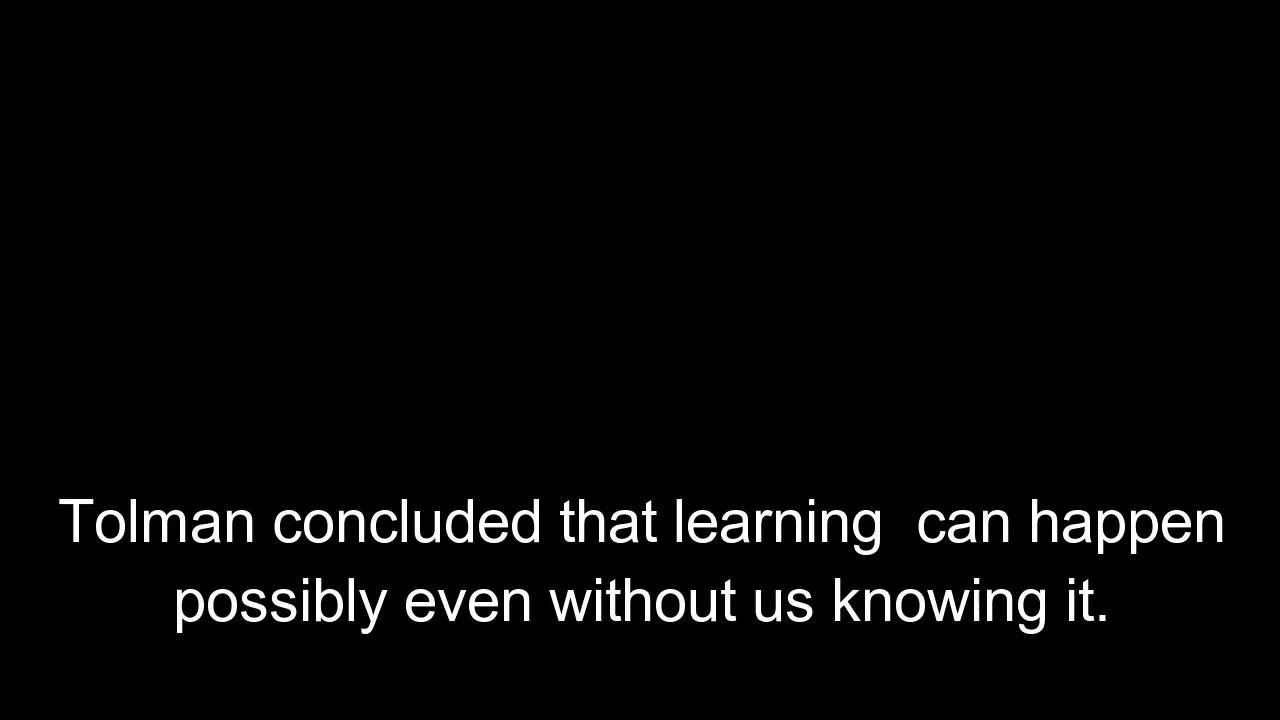 Tolman concluded that learning  can happen
possibly even without us knowing it.